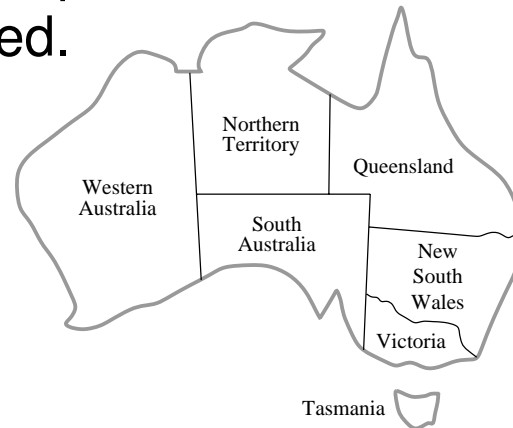 ed.
Northern
Territory
Queensland
Western
Australia
South
Australia
New
South
Wales
Victoria
Tasmania